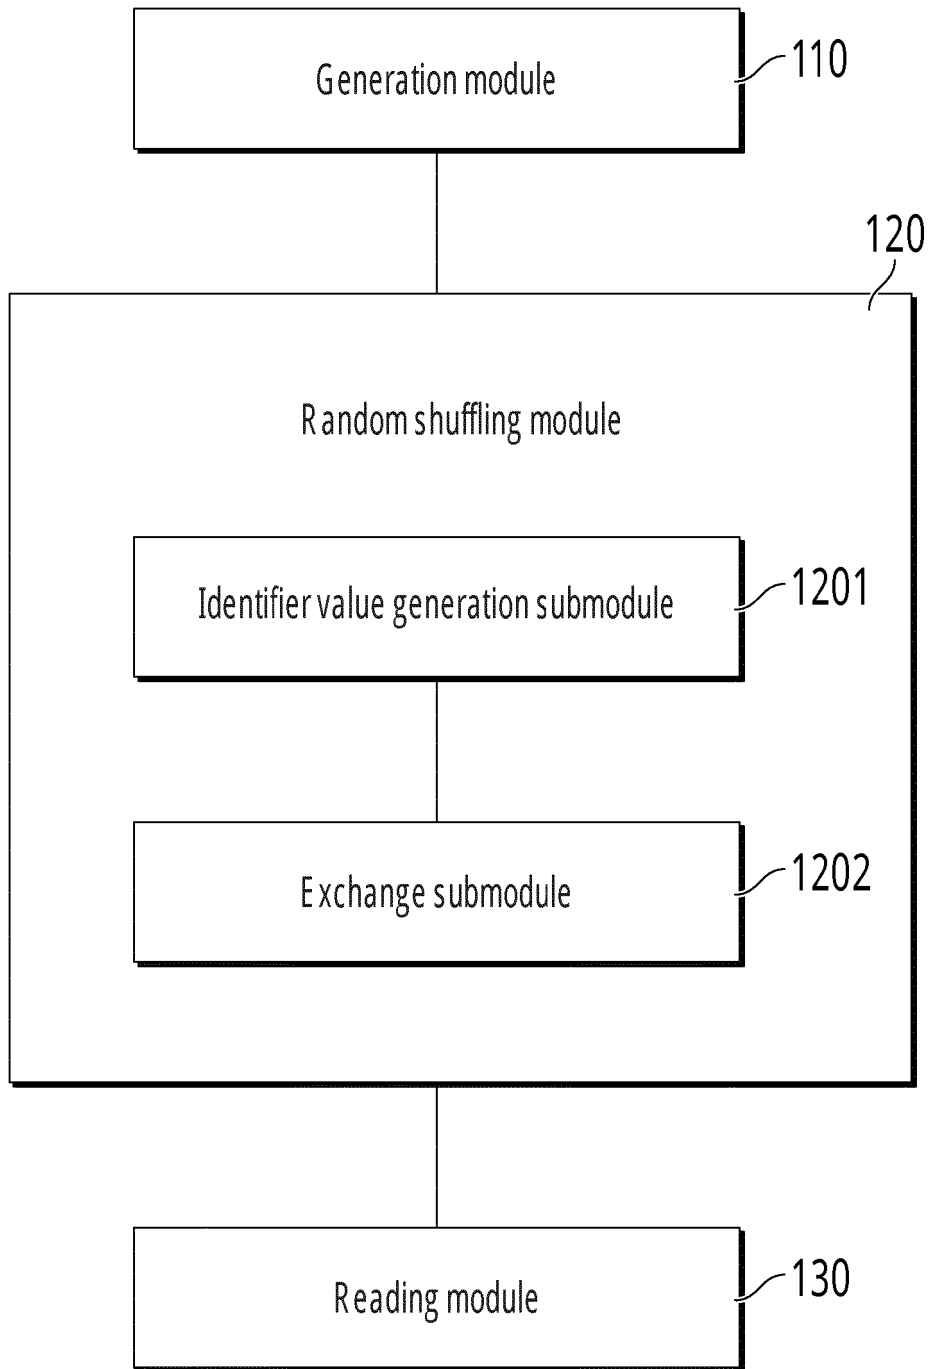 Generation module
110
120
Random shuffling module
Identifier value generation submodule
1201
Exchange submodule
1202
Reading module
130